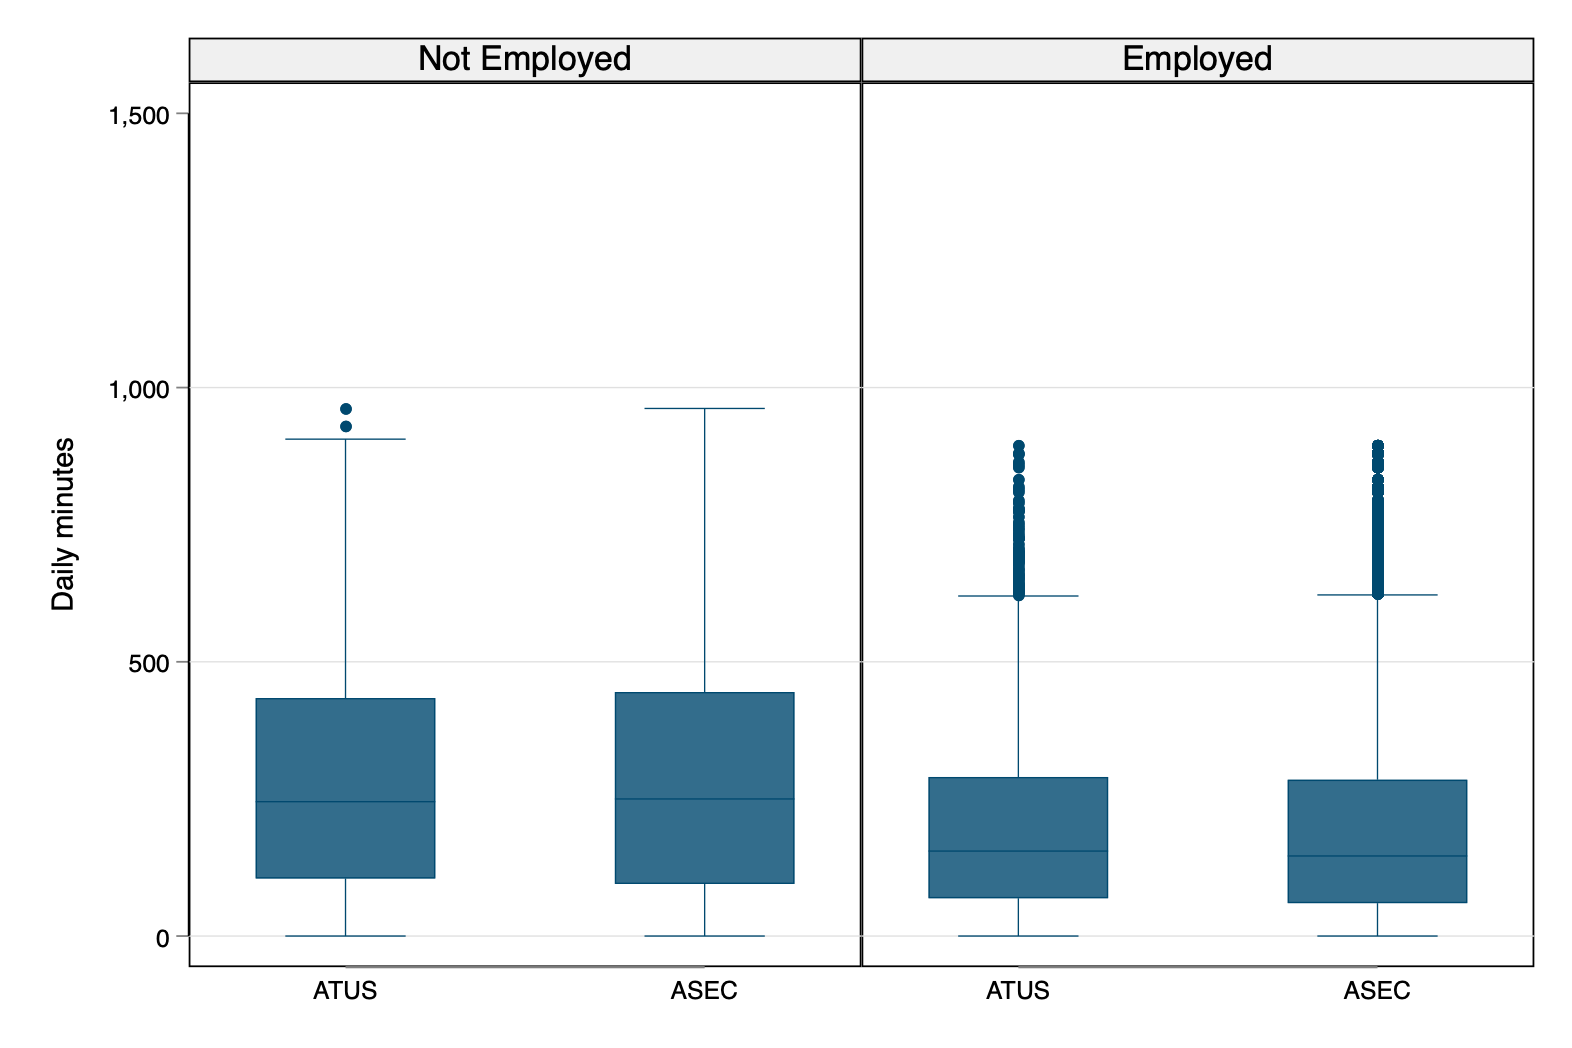 Not Employed
Employed
1,500
1,000
500
0
Daily minutes
ATUS
ASEC
ATUS
ASEC